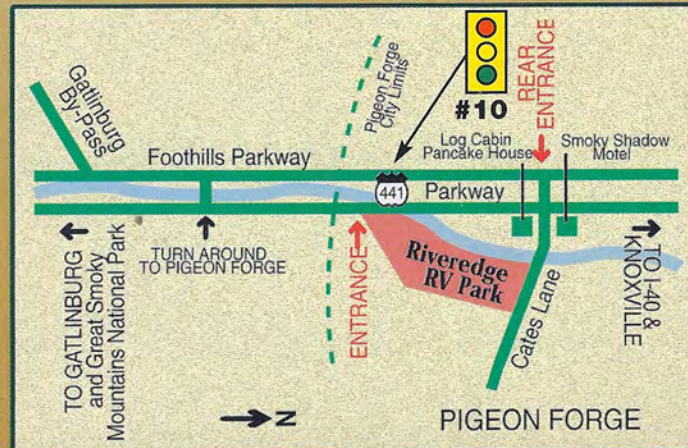 Gatlinburg
By-Pass
Foothills Parkway
Pigeon Forge
City Limits
#10
REAR
ENTRANCE
Log Cabin
Pancake House
Smoky Shadow
Motel
441
Parkway
TURN AROUND
TO PIGEON FORGE
ENTRANCE
Riveredge
RV Park
Cates Lane
TO I-40 &
KNOXVILLE
TO GATLINBURG
and Great Smoky
Mountains National Park
N
PIGEON FORGE